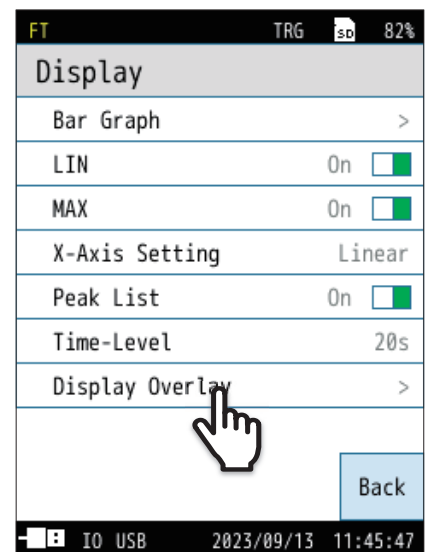 FT TRG SD 82%
Display
Bar Graph >
LIN On
MAX On
X-Axis Setting Linear
Peak List On
Time-Level 20s
Display Overlay >
Back
IO USB 2023/09/13 11:45:47